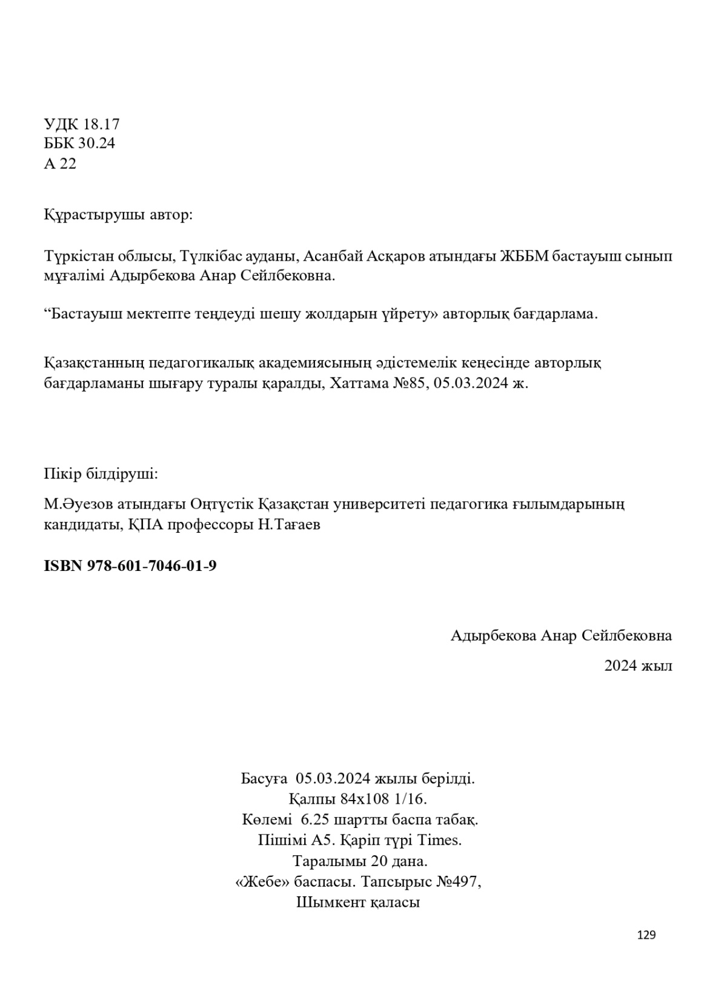 УДК 18.17
ББК 30.24
А 22
Құрастырушы автор:
Түркістан облысы, Түлкібас ауданы, Асанбай Асқаров атындағы ЖББМ бастауыш сынып
мұғалімі Адырбекова Анар Сейлбековна.
“Бастауыш мектепте теңдеуді шешу жолдарын үйрету» авторлық бағдарлама.
Қазақстанның педагогикалық академиясының әдістемелік кеңесінде авторлық
бағдарламаны шығару туралы қаралды, Хаттама №85, 05.03.2024 ж.
Пікір білдіруші:
М.Әуезов атындағы Оңтүстік Қазақстан университеті педагогика ғылымдарының
кандидаты, ҚПА профессоры Н.Тағаев
ISBN 978-601-7046-01-9
Адырбекова Анар Сейлбековна
2024 жыл
Басуға 05.03.2024 жылы берілді.
Қалпы 84х108 1/16.
Көлемі 6.25 шартты баспа табақ.
Пішімі А5. Қаріп түрі Times.
Таралымы 20 дана.
«Жебе» баспасы. Тапсырыс №497,
Шымкент қаласы
129